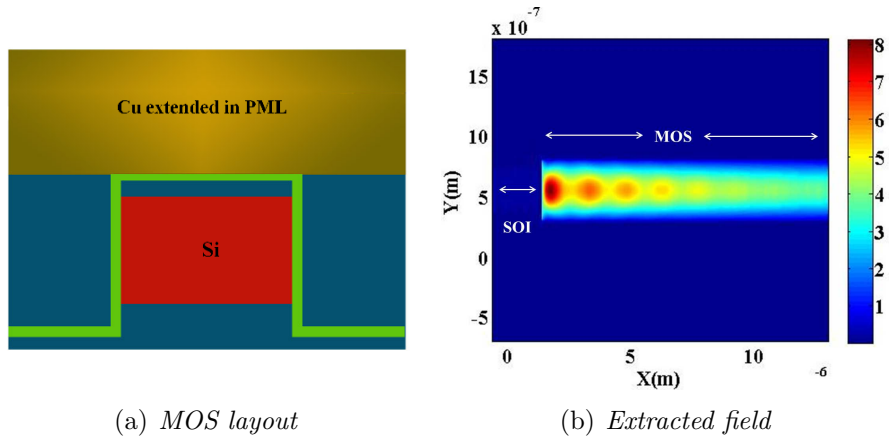 Cu extended in PML
Si
x 10⁻⁷
15
10
5
0
-5
Y(m)
MOS
SOI
0 5 10
X(m)
-6
8
7
6
5
4
3
2
1
(a) MOS layout
(b) Extracted field